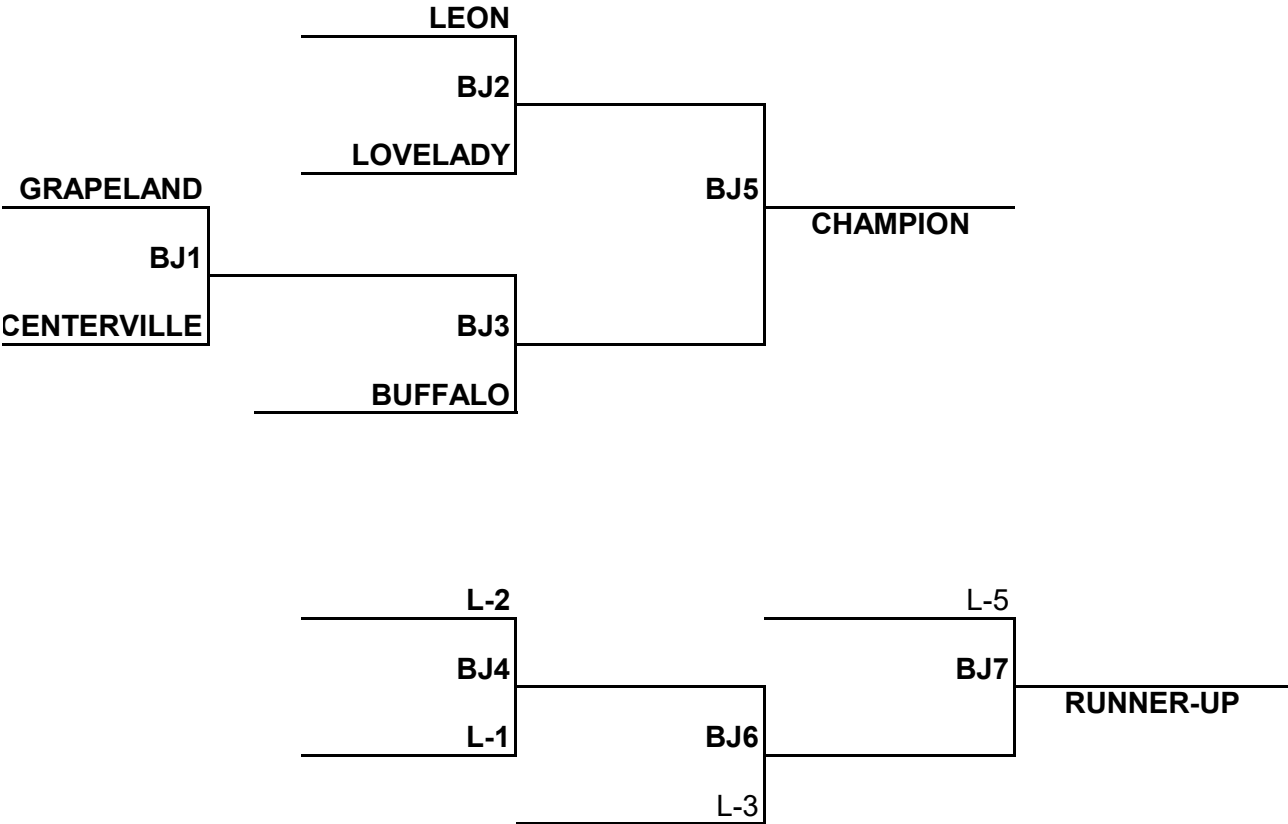 LEON
BJ2
LOVELADY
GRAPELAND
BJ5
CHAMPION
BJ1
CENTERVILLE
BJ3
BUFFALO
L-2
L-5
BJ4
BJ7
RUNNER-UP
L-1
BJ6
L-3